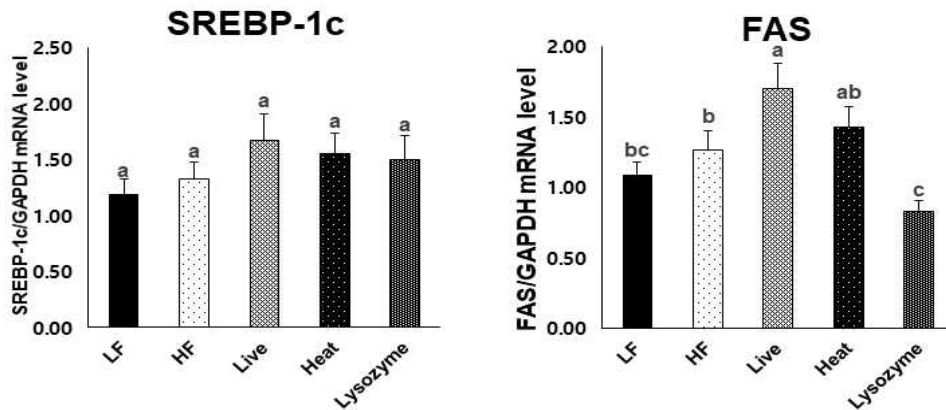 SREBP-1c
SREBP-1c/GAPDH mRNA level
2.50
2.00
1.50
1.00
0.50
0.00
a
a
a
a
a
LF
HF
Live
Heat
Lysozyme
FAS
FAS/GAPDH mRNA level
2.00
1.50
1.00
0.50
0.00
bc
b
a
ab
c
LF
HF
Live
Heat
Lysozyme